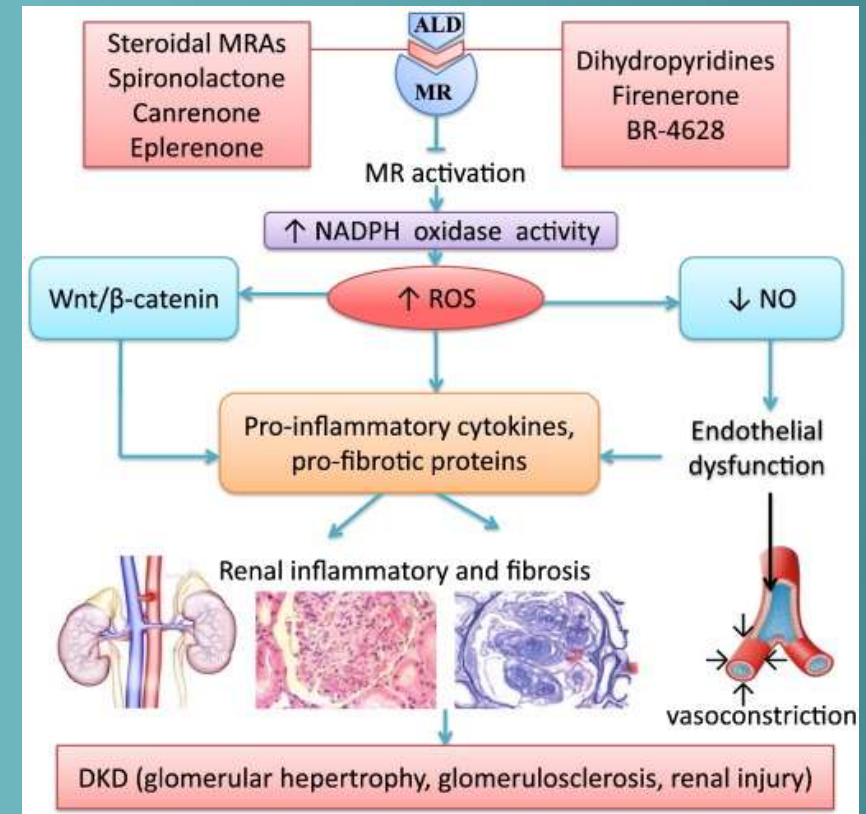 Steroidal MRAs
Spironolactone
Canrenone
Eplerenone
ALD
MR
Dihydropyridines
Firenerone
BR-4628
MR activation
↑ NADPH oxidase activity
Wnt/β-catenin
↑ ROS
↓ NO
Pro-inflammatory cytokines,
pro-fibrotic proteins
Endothelial
dysfunction
Renal inflammatory and fibrosis
vasoconstriction
DKD (glomerular hepertrophy, glomerulosclerosis, renal injury)